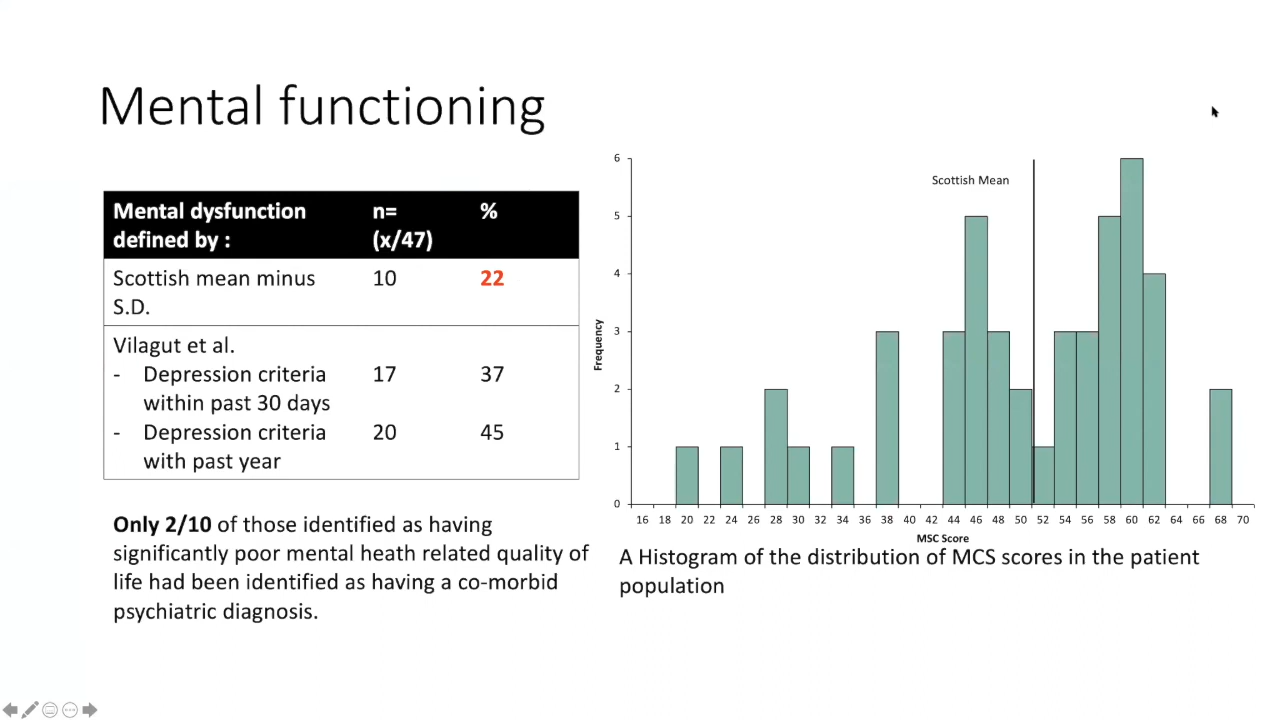 Mental functioning
Mental dysfunction n= %
defined by : (x/47)
Scottish mean minus 10 22
S.D.
Vilagut et al.
- Depression criteria 17 37
within past 30 days
- Depression criteria 20 45
with past year
Only 2/10 of those identified as having
significantly poor mental heath related quality of
life had been identified as having a co-morbid
psychiatric diagnosis.
Scottish Mean
6
5
4
3
2
1
0
Frequency
16 18 20 22 24 26 28 30 32 34 36 38 40 42 44 46 48 50 52 54 56 58 60 62 64 66 68 70
MSC Score
A Histogram of the distribution of MCS scores in the patient
population